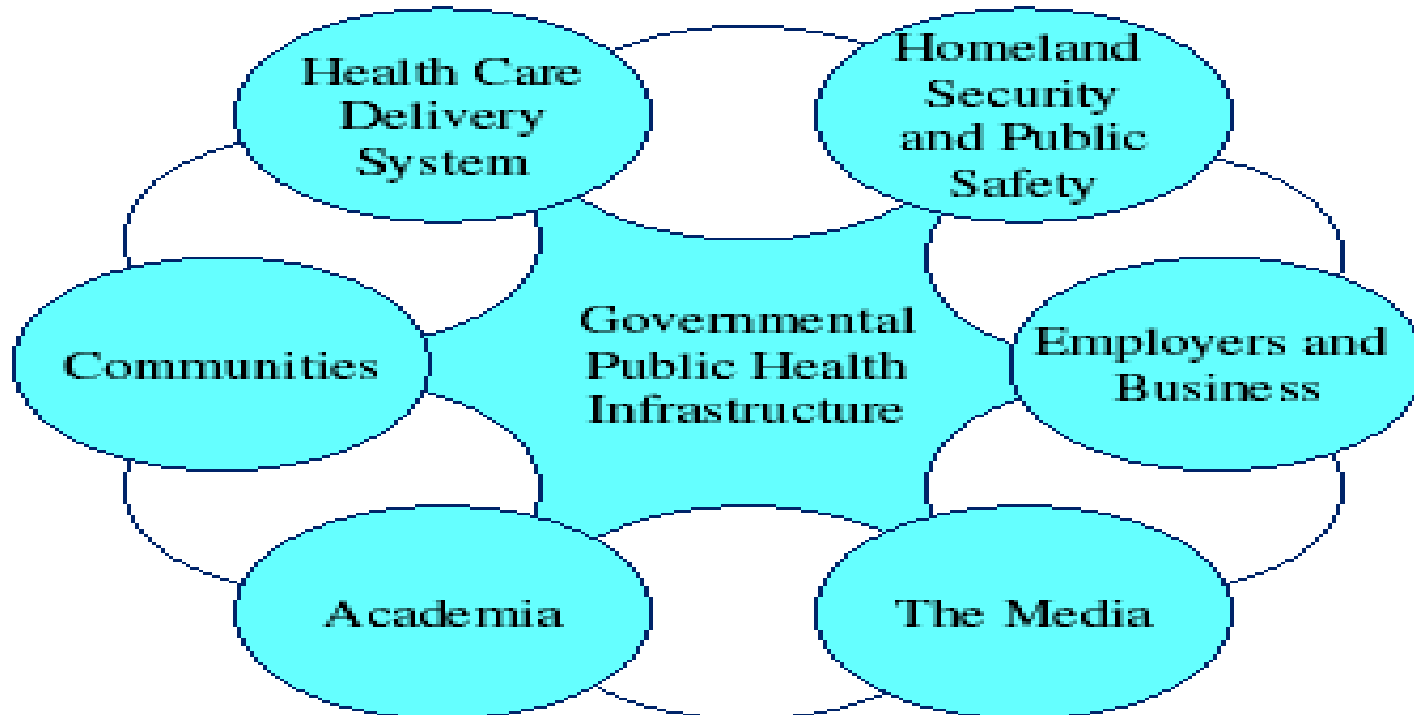 Health Care
Delivery
System
Homeland
Security
and Public
Safety
Communities
Governmental
Public Health
Infrastructure
Employers and
Business
Academia
The Media